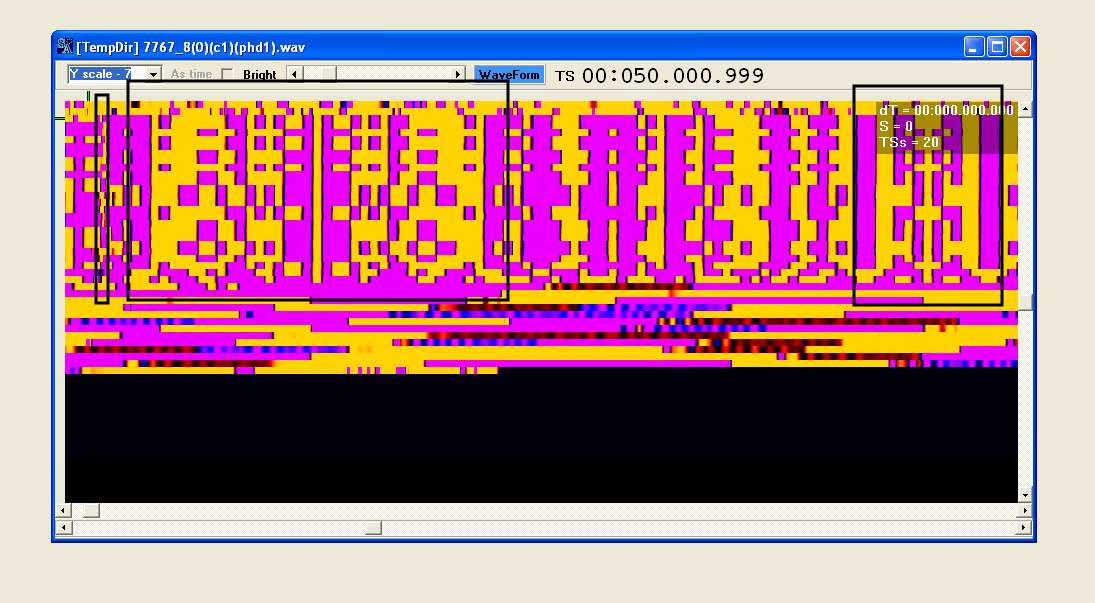 [TempDir] 7767_8(0)(c1)(phd1).wav
Y scale - 7 As time Bright WaveForm TS 00:050.000.999
dT = 00:000.000.000
S = 0
TSs = 20